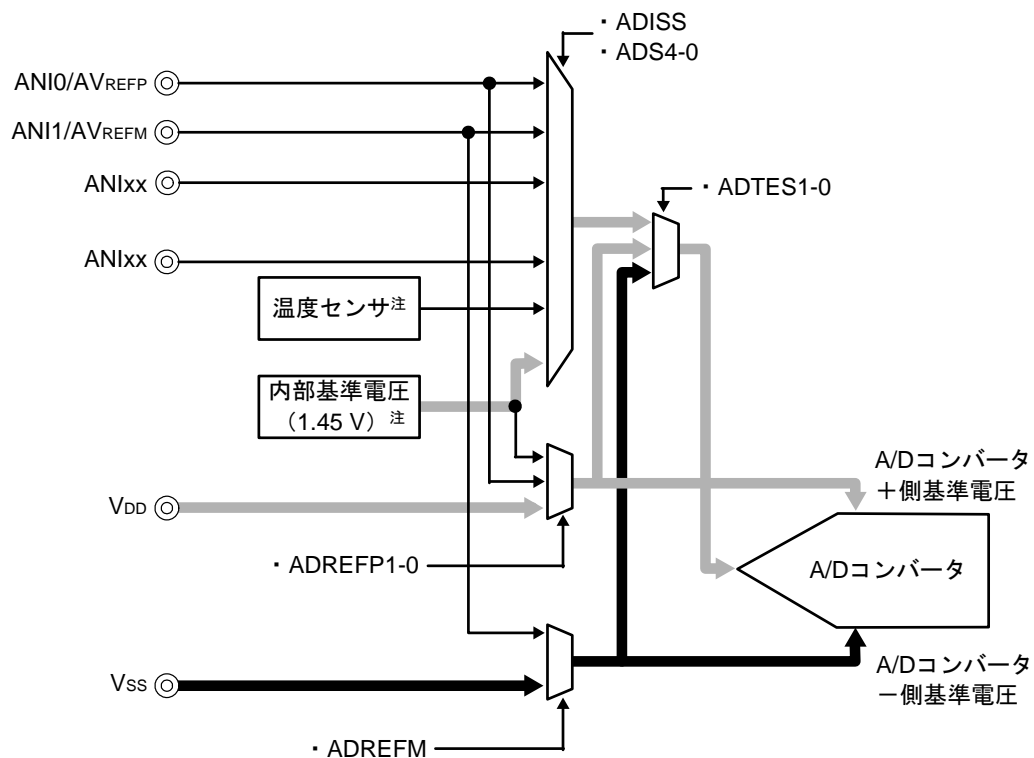 ・ADISS
・ADS4-0
ANI0/AVREFP
ANI1/AVREFM
ANIxx
・ADTES1-0
ANIxx
温度センサ注
内部基準電圧
（1.45 V）注
A/Dコンバータ
＋側基準電圧
VDD
・ADREFP1-0
A/Dコンバータ
VSS
A/Dコンバータ
－側基準電圧
・ADREFM